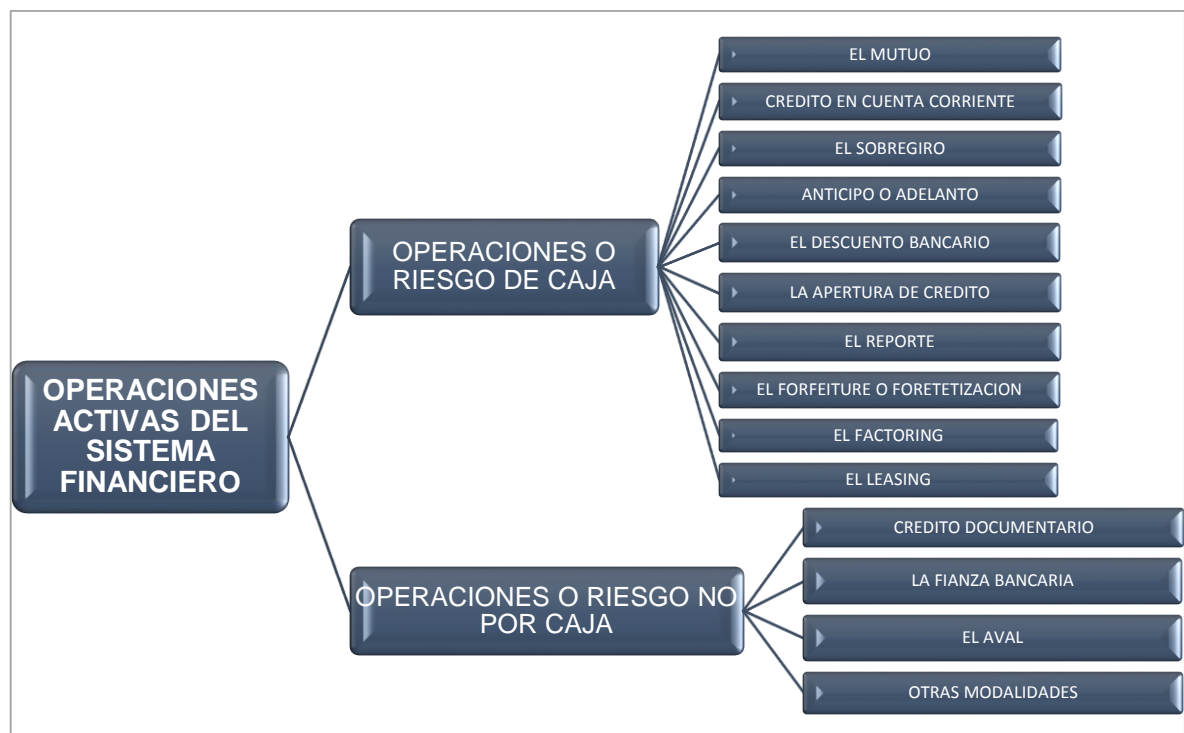 OPERACIONES
ACTIVAS DEL
SISTEMA
FINANCIERO
OPERACIONES O
RIESGO DE CAJA
EL MUTUO
CREDITO EN CUENTA CORRIENTE
EL SOBREGIRO
ANTICIPO O ADELANTO
EL DESCUENTO BANCARIO
LA APERTURA DE CREDITO
EL REPORTE
EL FORFEITURE O FORETETIZACION
EL FACTORING
EL LEASING
OPERACIONES O RIESGO NO
POR CAJA
CREDITO DOCUMENTARIO
LA FIANZA BANCARIA
EL AVAL
OTRAS MODALIDADES